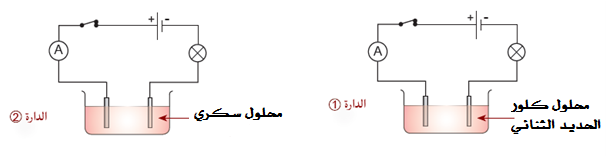 + -
A
الدارة ①
محلول كلور
الحديد الثنائي
+ -
A
الدارة ②
محلول سكري